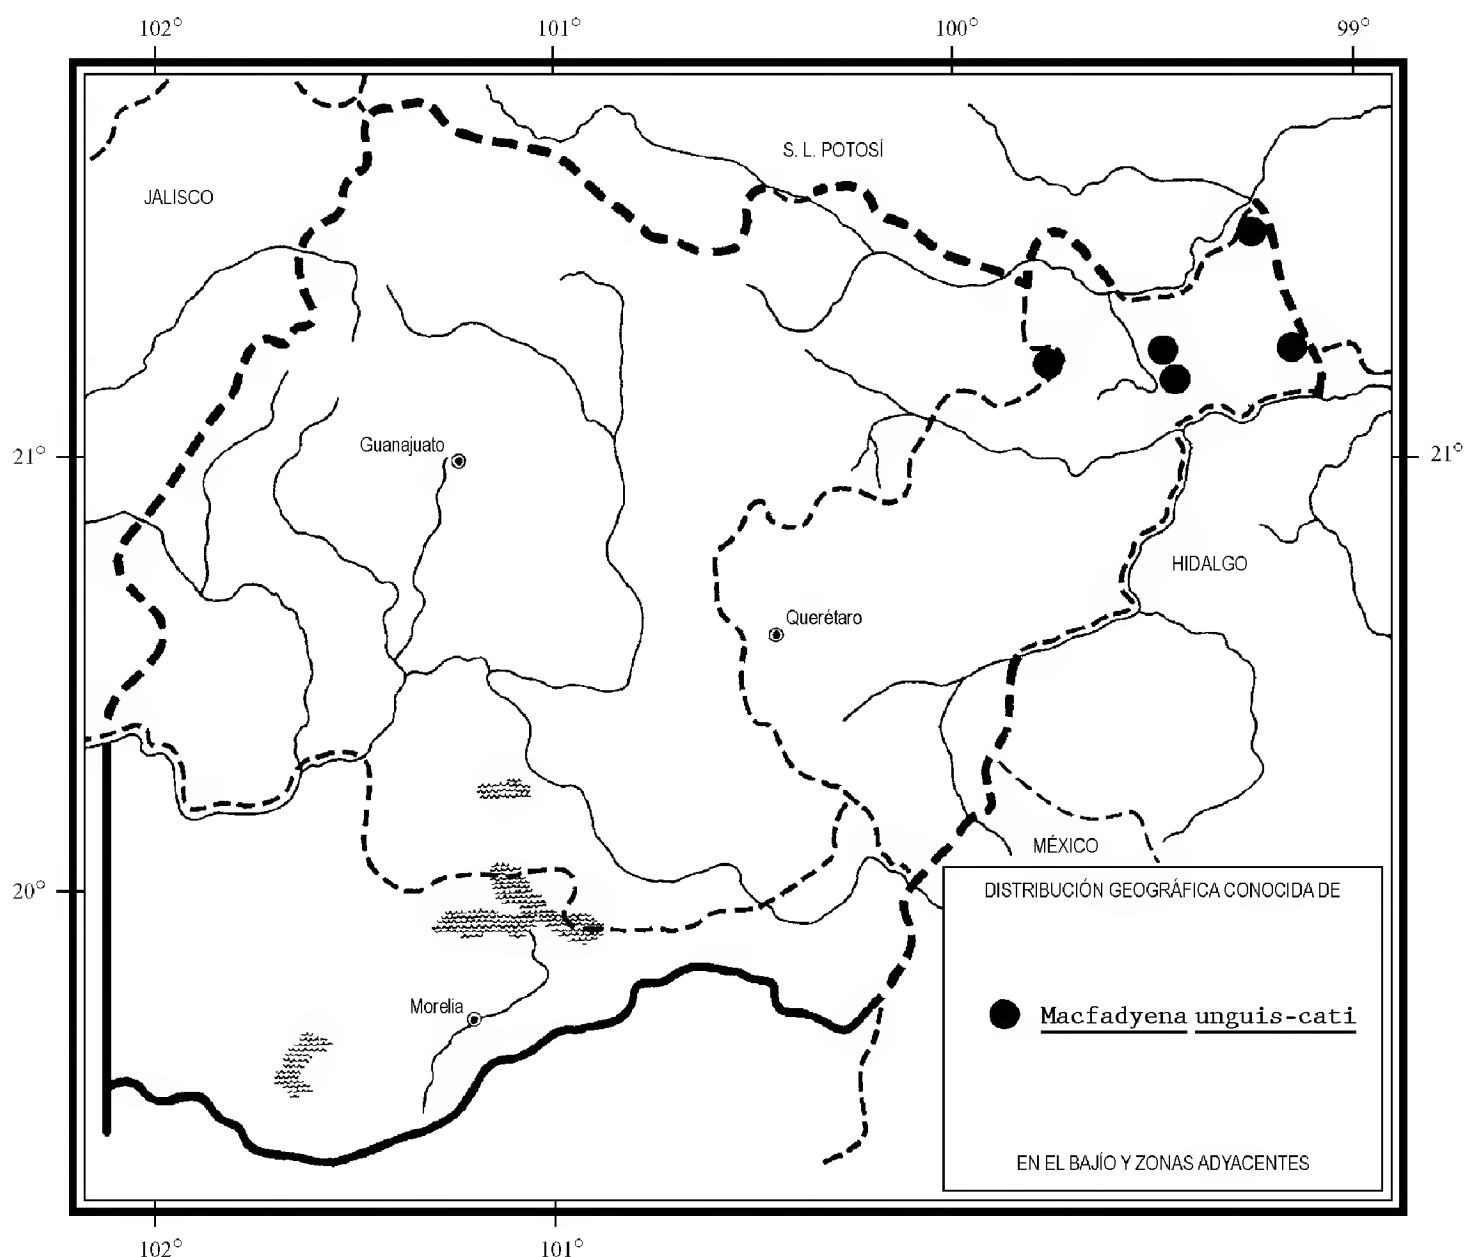 102° 101° 100° 99°
S. L. POTOSÍ
JALISCO
Guanajuato
21° 21°
HIDALGO
Querétaro
MÉXICO
20°
DISTRIBUCIÓN GEOGRÁFICA CONOCIDA DE
Morelia
Macfadyena unguis-cati
EN EL BAJÍO Y ZONAS ADYACENTES
102° 101°